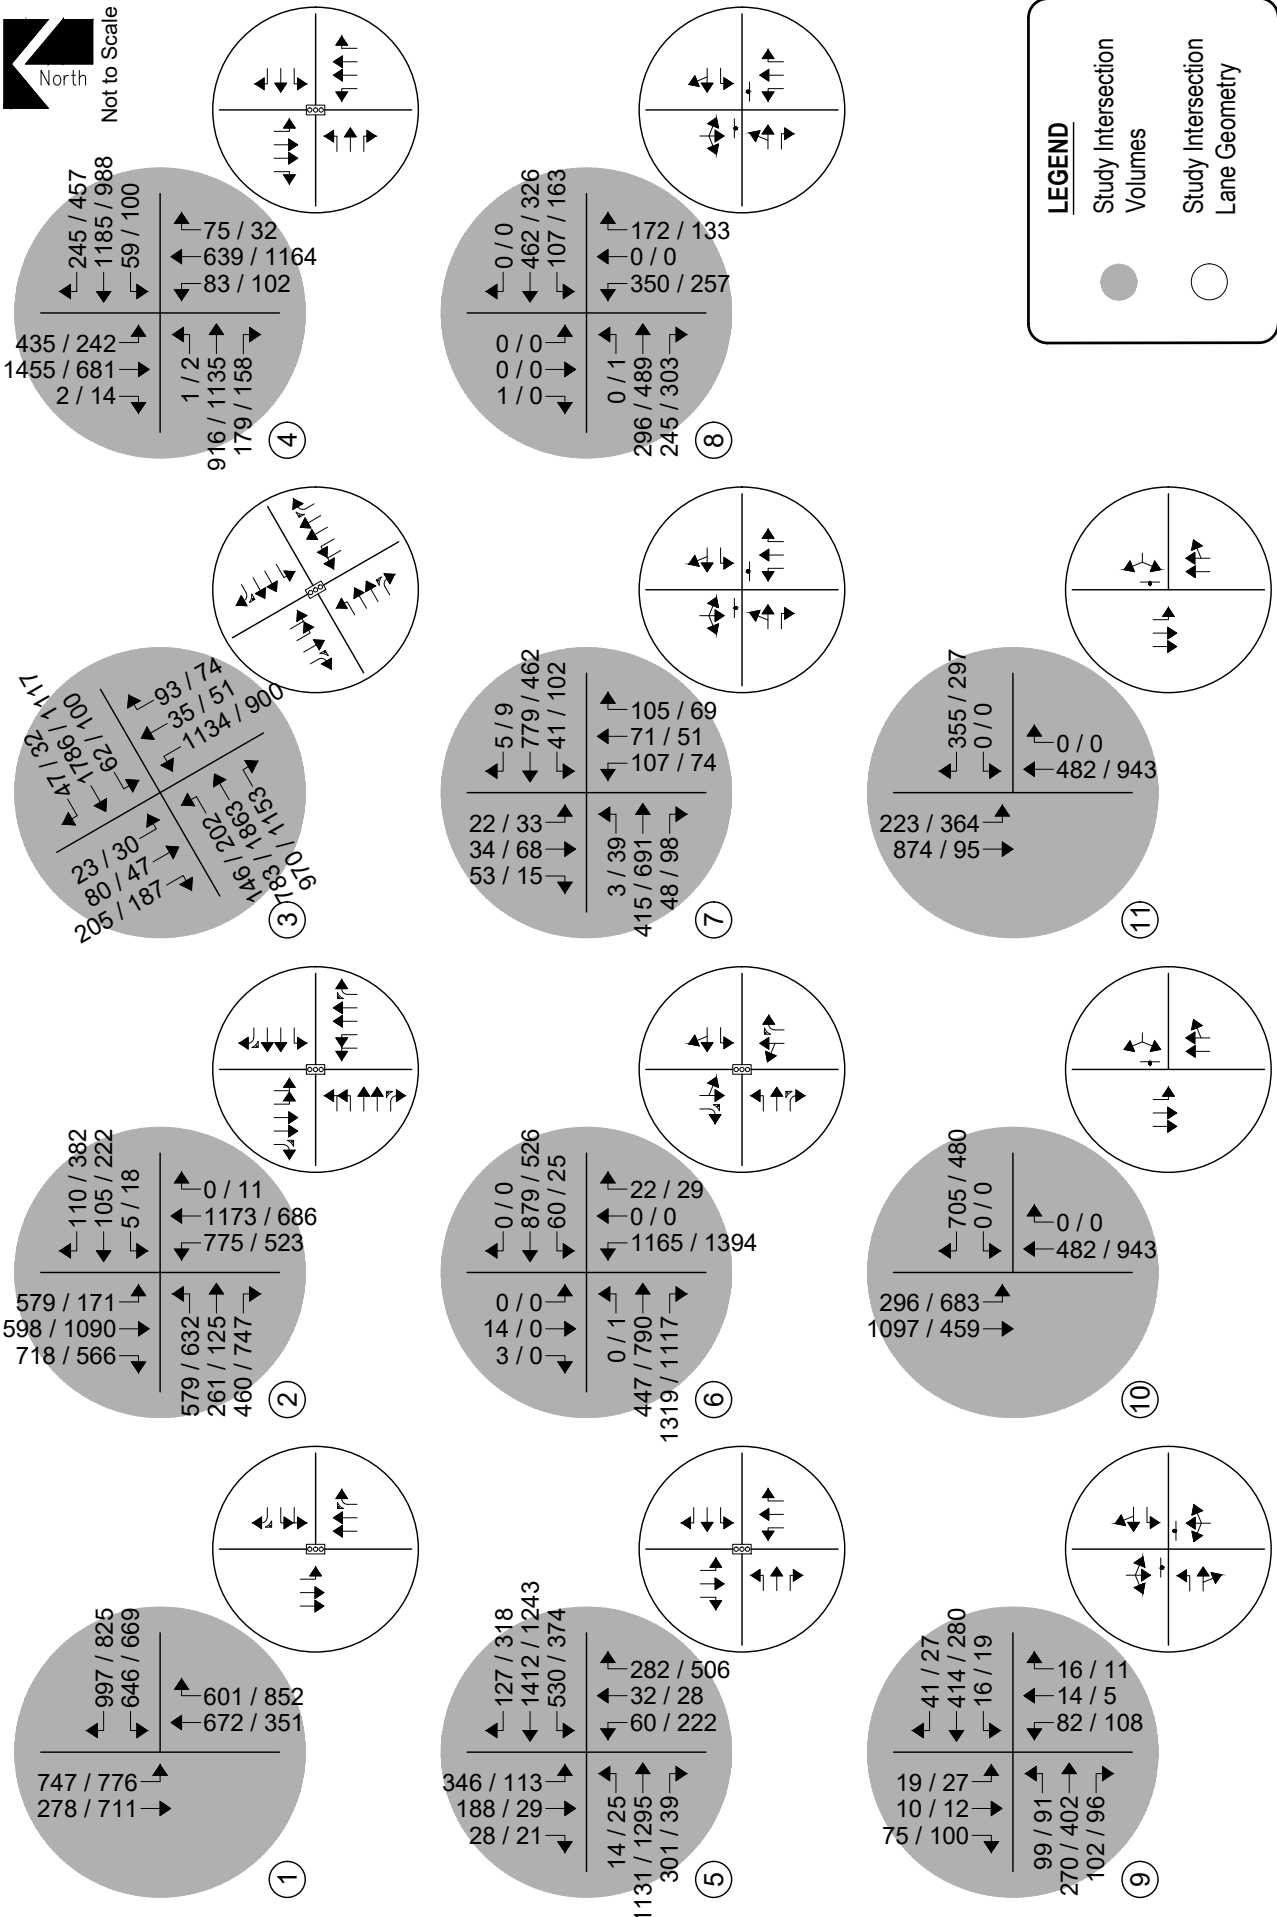 North
Not to Scale
245 / 457
1185 / 988
59 / 100
75 / 32
639 / 1164
83 / 102
435 / 242
1455 / 681
2 / 14
1 / 2
916 / 1135
179 / 158
4
0 / 0
462 / 326
107 / 163
172 / 133
0 / 0
350 / 257
0 / 0
0 / 0
1 / 0
0 / 1
296 / 489
245 / 303
8
LEGEND
Study Intersection
Volumes
Study Intersection
Lane Geometry
47 / 32
1786 / 1117
62 / 100
93 / 74
35 / 51
1134 / 900
23 / 30
80 / 47
205 / 187
146 / 202
783 / 1863
970 / 1153
3
5 / 9
779 / 462
41 / 102
105 / 69
71 / 51
107 / 74
22 / 33
34 / 68
53 / 15
3 / 39
415 / 691
48 / 98
7
355 / 297
0 / 0
0 / 0
482 / 943
223 / 364
874 / 95
11
110 / 382
105 / 222
5 / 18
0 / 11
1173 / 686
775 / 523
579 / 171
598 / 1090
718 / 566
579 / 632
261 / 125
460 / 747
2
0 / 0
879 / 526
60 / 25
22 / 29
0 / 0
1165 / 1394
0 / 0
14 / 0
3 / 0
0 / 1
447 / 790
1319 / 1117
6
705 / 480
0 / 0
0 / 0
482 / 943
296 / 683
1097 / 459
10
997 / 825
646 / 669
601 / 852
672 / 351
747 / 776
278 / 711
1
127 / 318
1412 / 1243
530 / 374
282 / 506
32 / 28
60 / 222
346 / 113
188 / 29
28 / 21
14 / 25
1131 / 1295
301 / 39
5
41 / 27
414 / 280
16 / 19
16 / 11
14 / 5
82 / 108
19 / 27
10 / 12
75 / 100
99 / 91
270 / 402
102 / 96
9